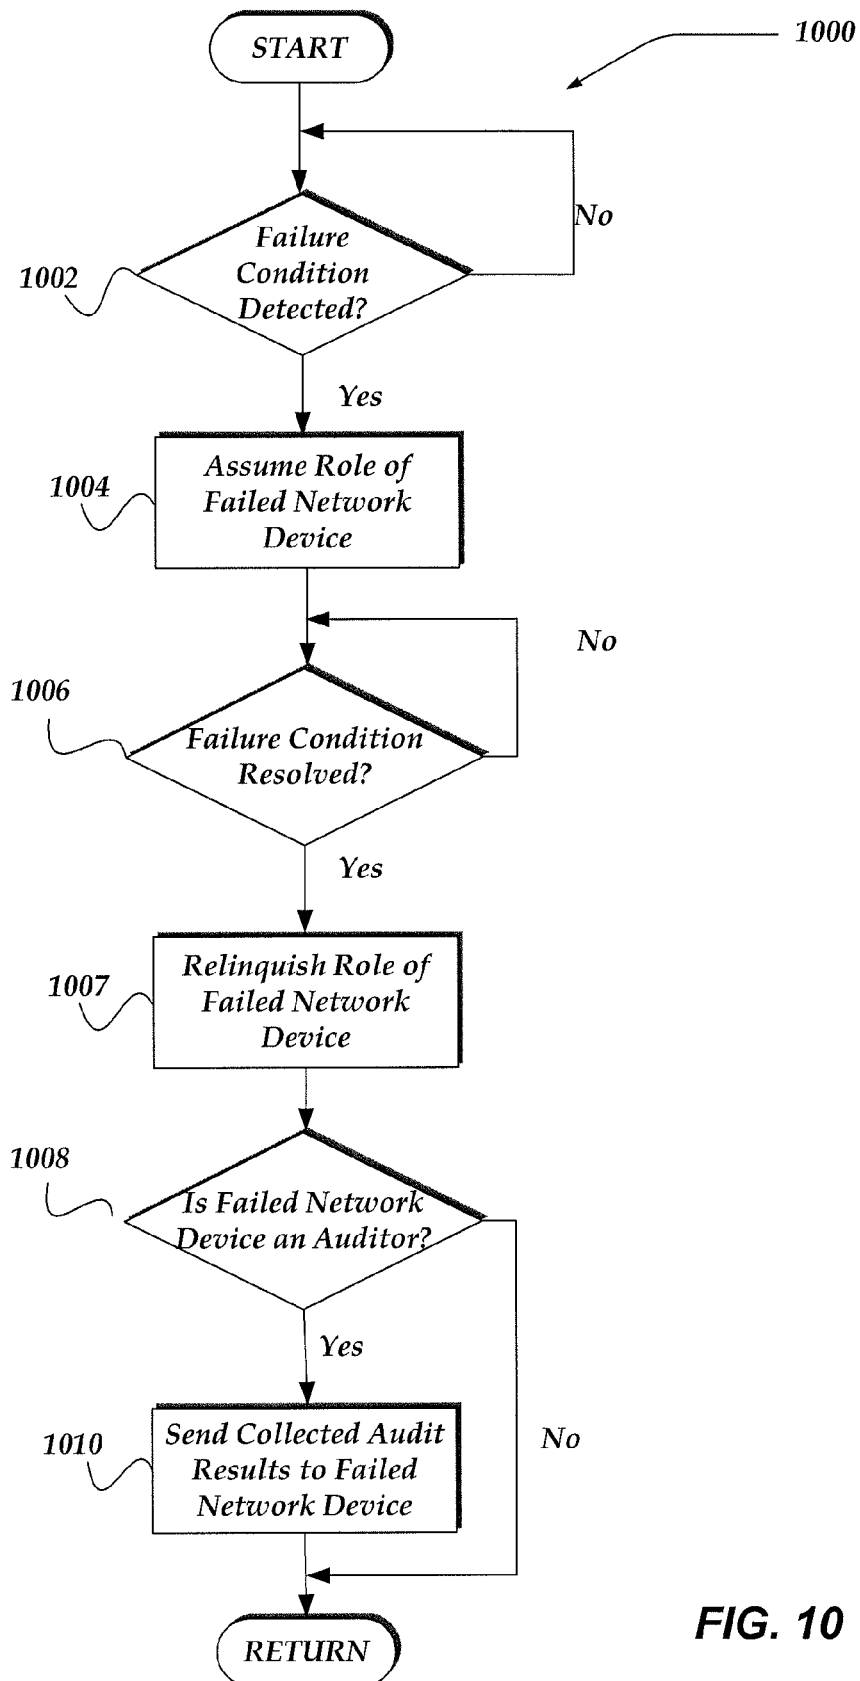 START
1000
No
Failure
Condition
Detected?
1002
Yes
Assume Role of
Failed Network
Device
1004
No
1006
Failure Condition
Resolved?
Yes
Relinquish Role of
Failed Network
Device
1007
1008
Is Failed Network
Device an Auditor?
Yes
Send Collected Audit
Results to Failed
Network Device
1010
No
RETURN
FIG. 10